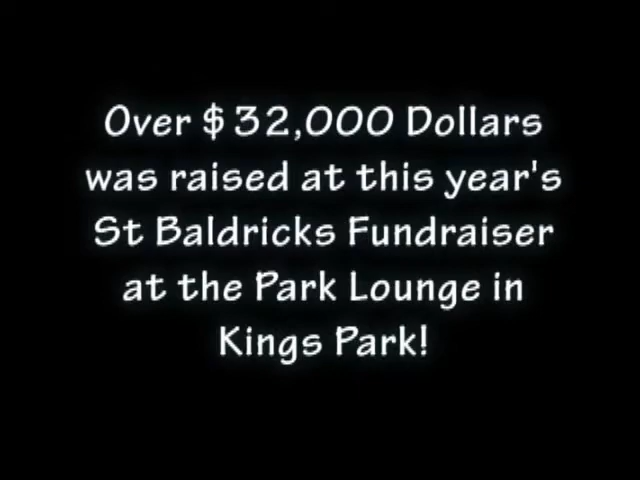 Over $32,000 Dollars
was raised at this year's
St Baldricks Fundraiser
at the Park Lounge in
Kings Park!